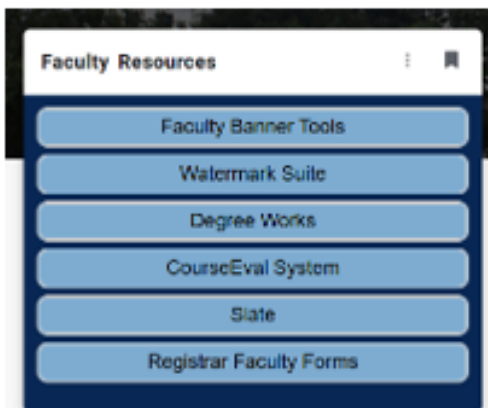 Faculty Resources
Faculty Banner Tools
Watermark Suite
Degree Works
CourseEval System
Slate
Registrar Faculty Forms